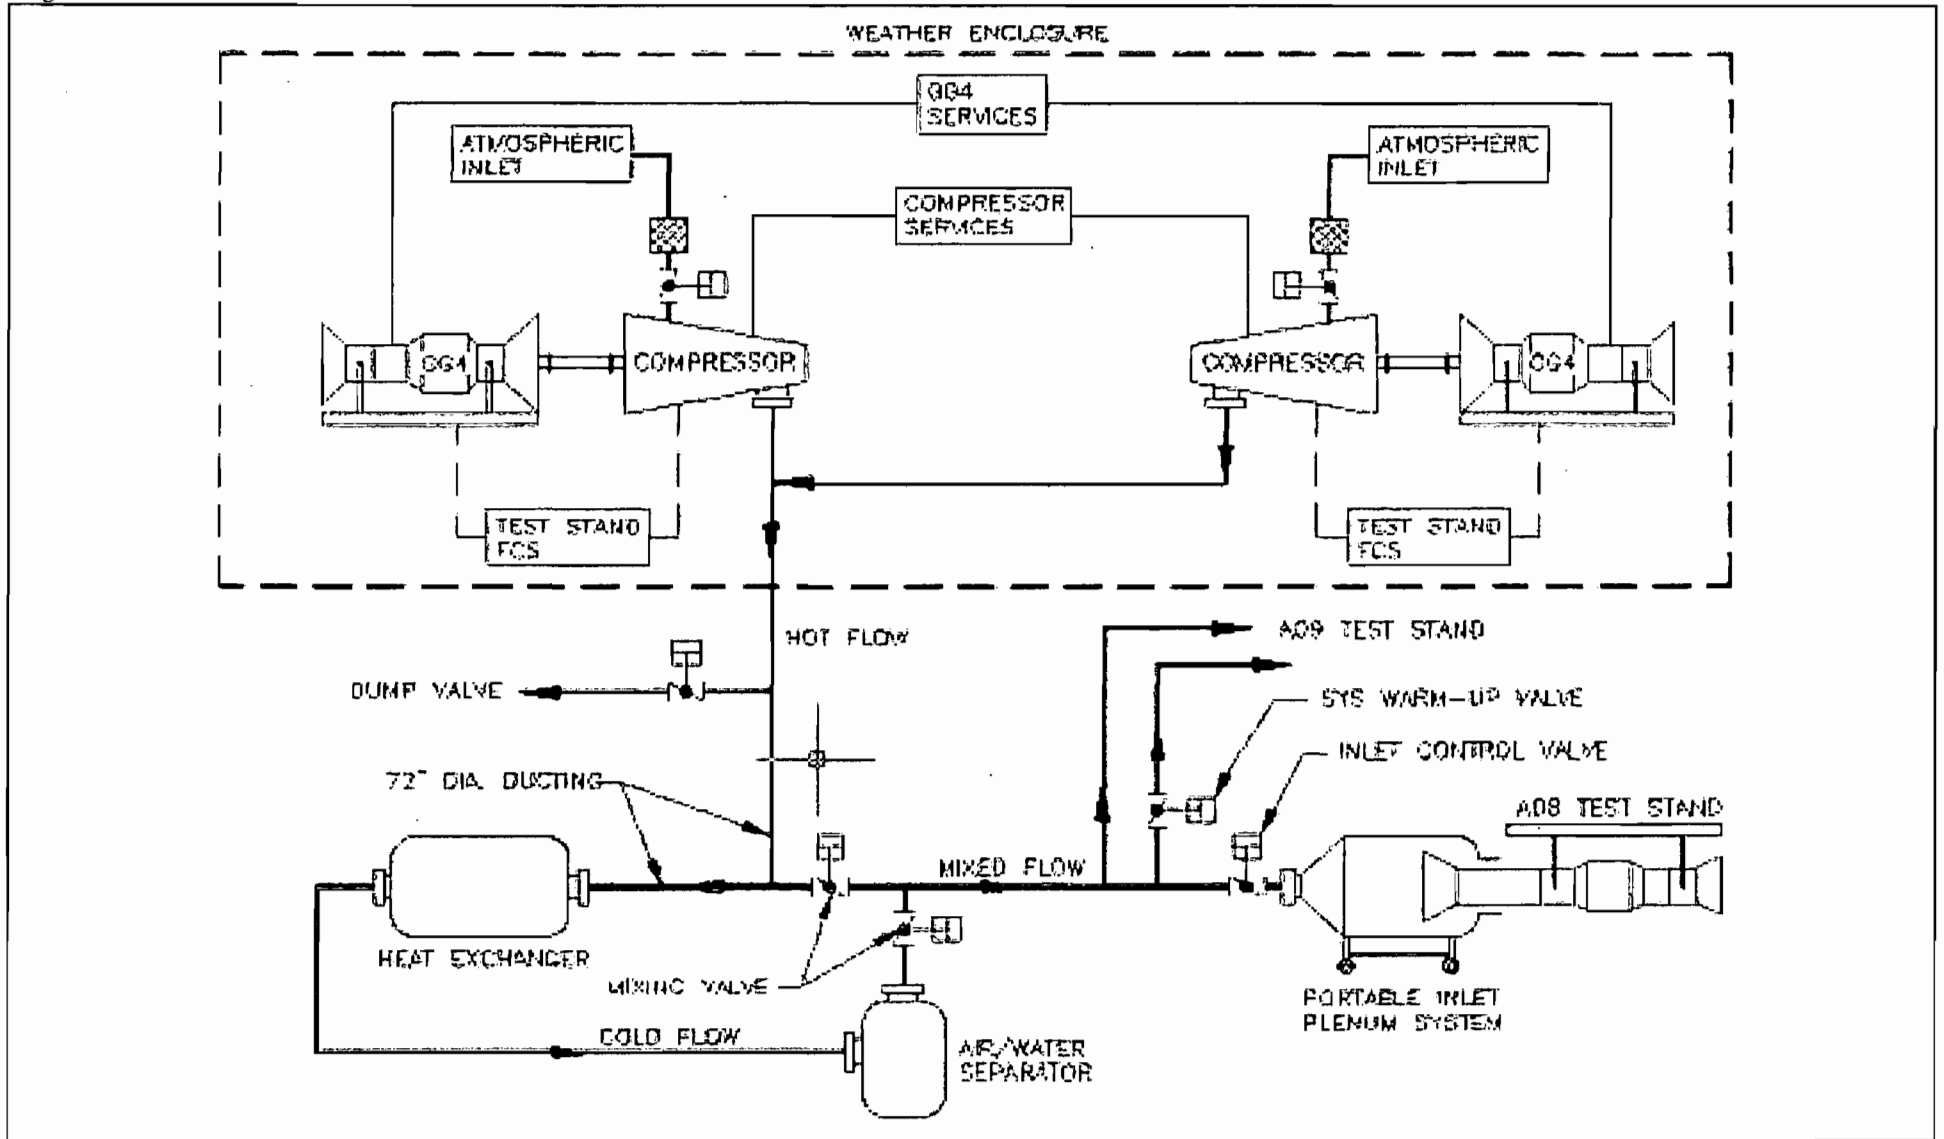 WEATHER ENCLOSURE
GG4
SERVICES
ATMOSPHERIC
INLET
ATMOSPHERIC
INLET
COMPRESSOR
SERVICES
GG4
COMPRESSOR
COMPRESSOR
GG4
TEST STAND
FCS
TEST STAND
FCS
HOT FLOW
A09 TEST STAND
DUMP VALVE
SYS WARM-UP VALVE
INLET CONTROL VALVE
72" DIA. DUCTING
A08 TEST STAND
MIXED FLOW
HEAT EXCHANGER
MIXING VALVE
PORTABLE INLET
PLENUM SYSTEM
COLD FLOW
AIR/WATER
SEPARATOR